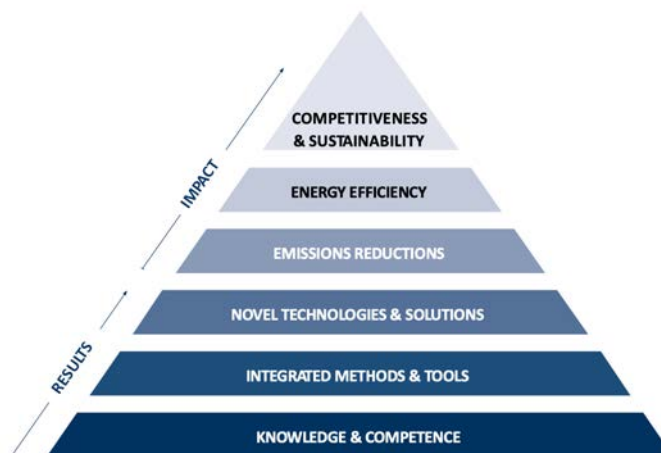 COMPETITIVENESS
& SUSTAINABILITY
IMPACT
ENERGY EFFICIENCY
EMISSIONS REDUCTIONS
NOVEL TECHNOLOGIES & SOLUTIONS
RESULTS
INTEGRATED METHODS & TOOLS
KNOWLEDGE & COMPETENCE